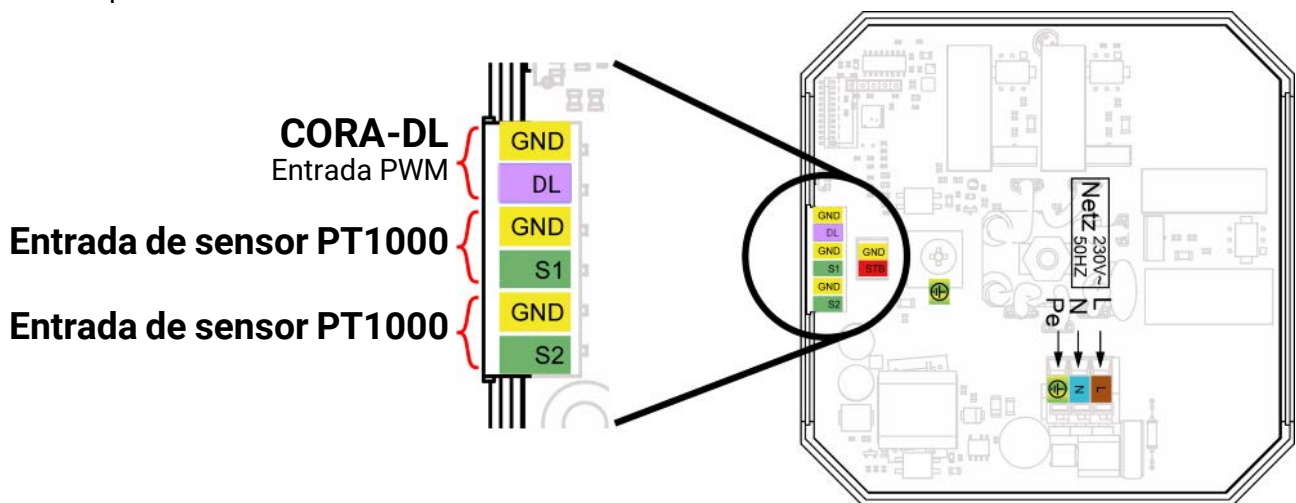 CORA-DL
Entrada PWM
Entrada de sensor PT1000
Entrada de sensor PT1000
GND
DL
GND
S1
GND
S2
GND
DL
GND
S1
GND
S2
GND
STB
Netz 230V~
50HZ
L
N
Pe
N
L